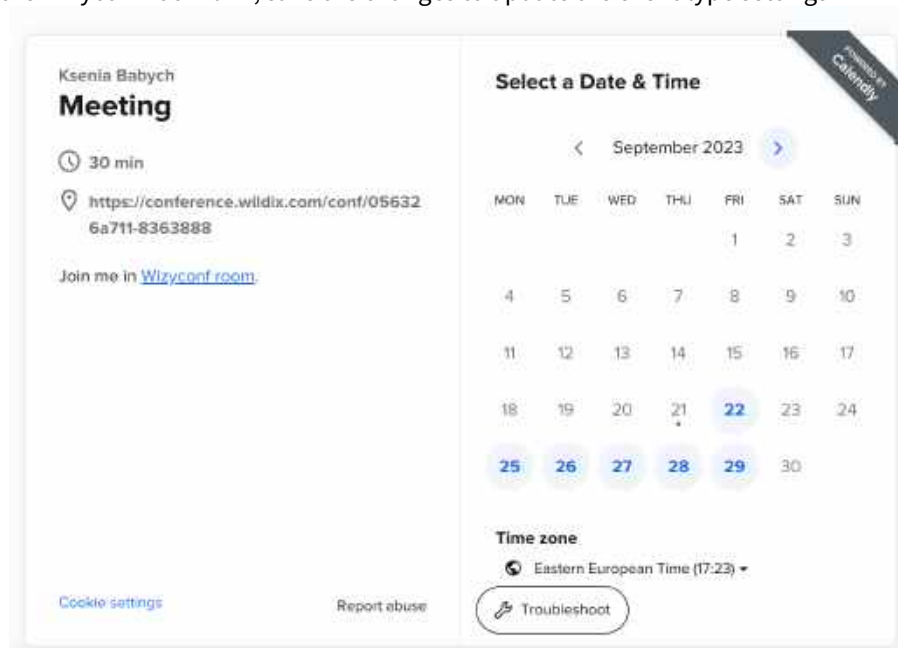 Ksenia Babych
Meeting
30 min
https://conference.wildix.com/conf/05632
6a711-8363888
Join me in Wizyconf room.
Cookie settings
Report abuse
POWERED BY
Calendly
Select a Date & Time
September 2023
MON TUE WED THU FRI SAT SUN
1 2 3
4 5 6 7 8 9 10
11 12 13 14 15 16 17
18 19 20 21 22 23 24
25 26 27 28 29 30
Time zone
Eastern European Time (17:23)
Troubleshoot